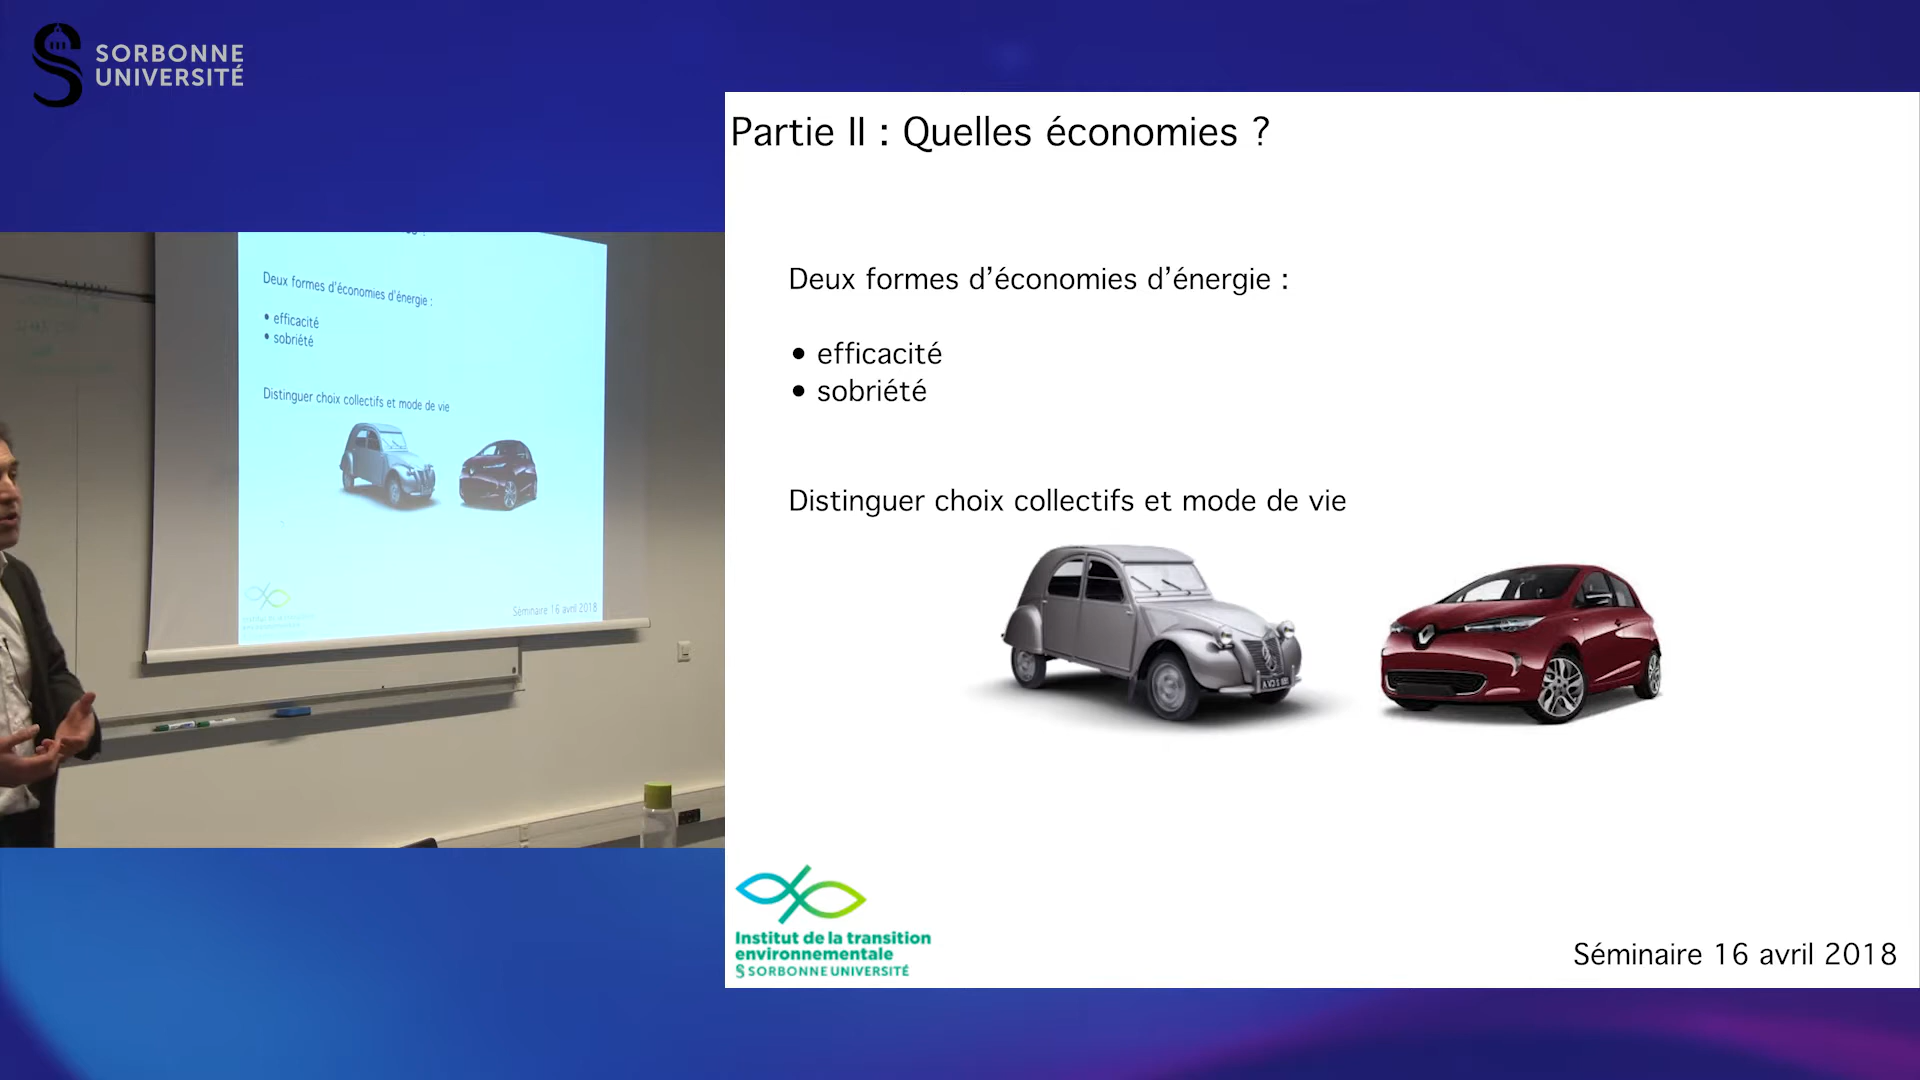 SORBONNE
UNIVERSITÉ
Partie II : Quelles économies ?
Deux formes d’économies d’énergie :
• efficacité
• sobriété
Distinguer choix collectifs et mode de vie
Institut de la transition
environnementale
SORBONNE UNIVERSITÉ
Séminaire 16 avril 2018
Deux formes d'économies d'énergie :
• efficacité
• sobriété
Distinguer choix collectifs et mode de vie
Séminaire 16 avril 2018